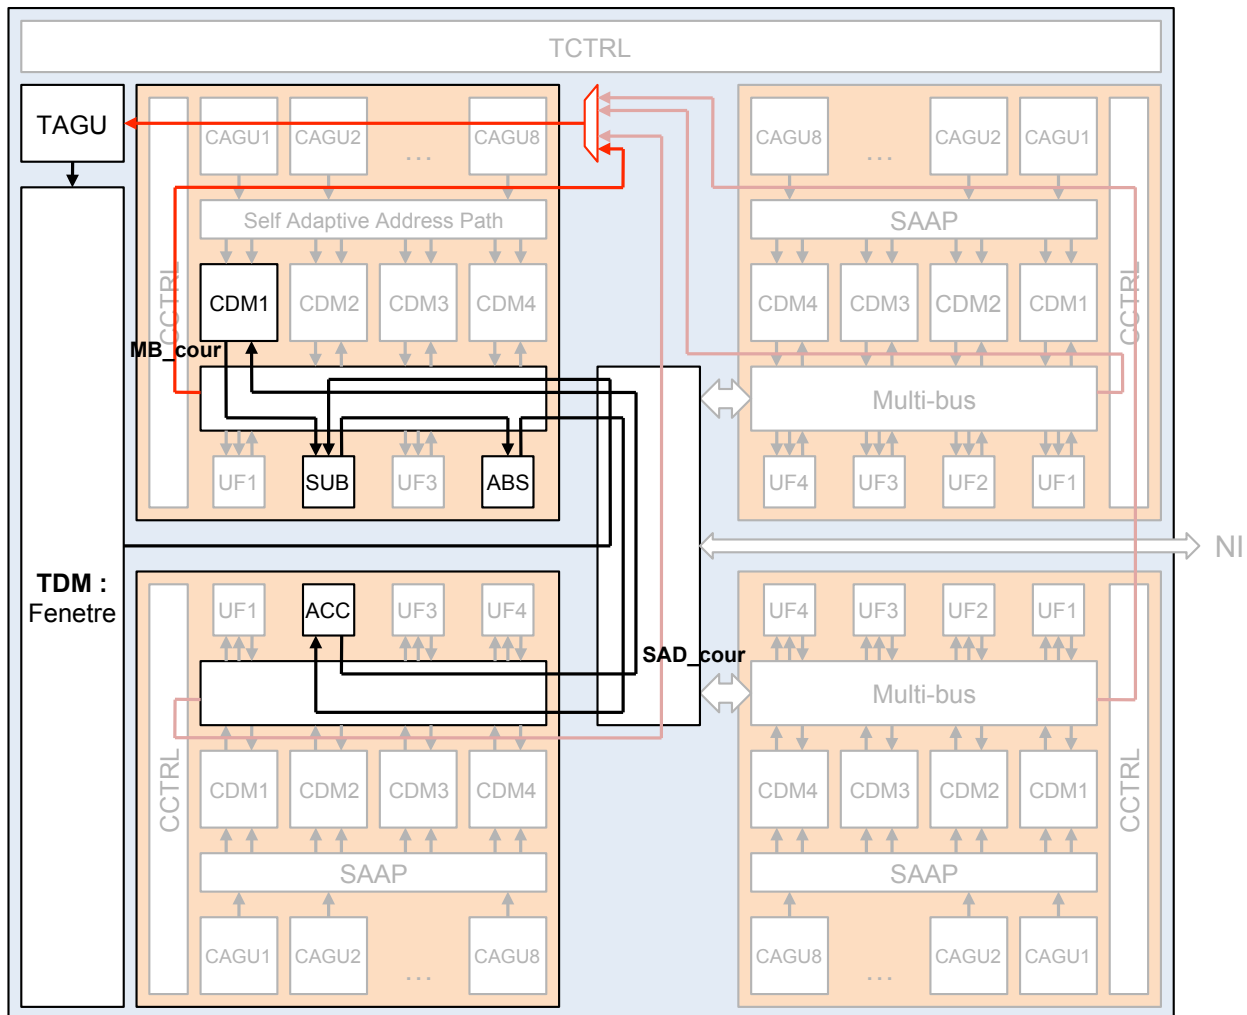 TCTRL
TAGU
CAGU1
CAGU2
...
CAGU8
CAGU8
...
CAGU2
CAGU1
Self Adaptive Address Path
SAAP
CCTRL
CDM1
CDM2
CDM3
CDM4
CDM4
CDM3
CDM2
CDM1
CCTRL
MB_cour
Multi-bus
UF1
SUB
UF3
ABS
UF4
UF3
UF2
UF1
NI
TDM :
Fenetre
UF1
ACC
UF3
UF4
UF4
UF3
UF2
UF1
SAD_cour
Multi-bus
CCTRL
CDM1
CDM2
CDM3
CDM4
CDM4
CDM3
CDM2
CDM1
CCTRL
SAAP
SAAP
CAGU1
CAGU2
...
CAGU8
CAGU8
...
CAGU2
CAGU1